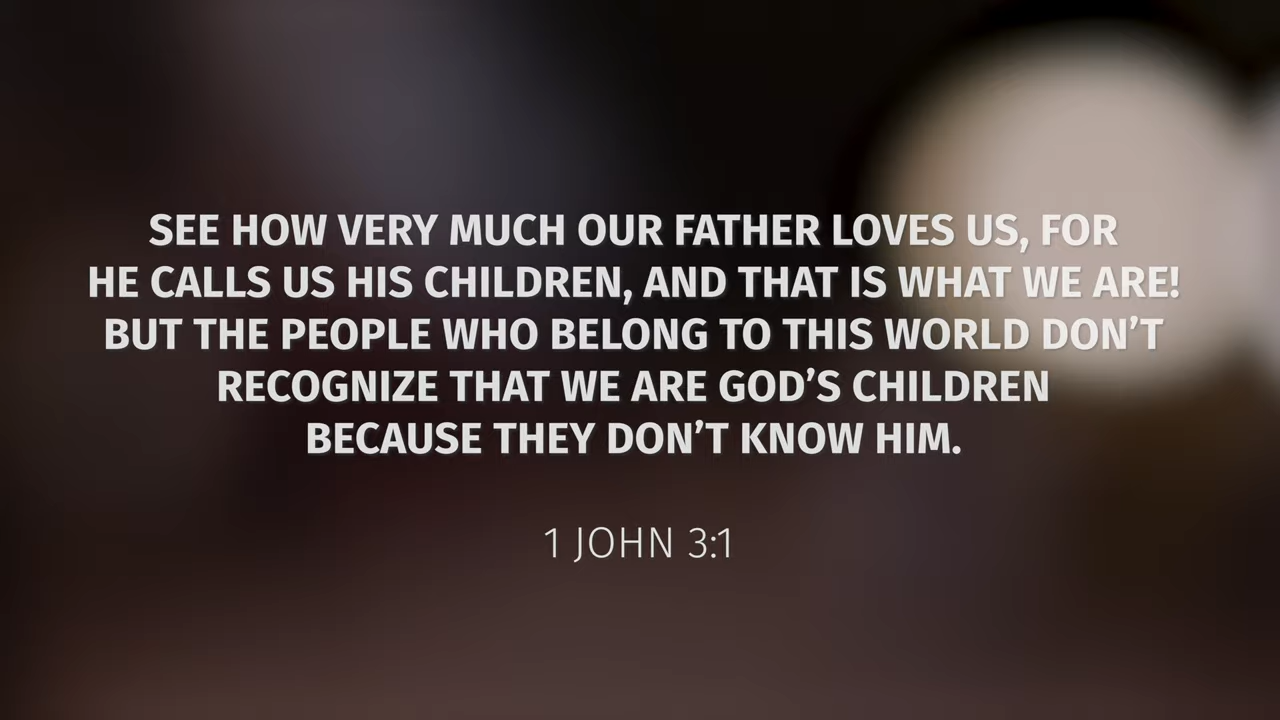 SEE HOW VERY MUCH OUR FATHER LOVES US, FOR
HE CALLS US HIS CHILDREN, AND THAT IS WHAT WE ARE!
BUT THE PEOPLE WHO BELONG TO THIS WORLD DON’T
RECOGNIZE THAT WE ARE GOD’S CHILDREN
BECAUSE THEY DON’T KNOW HIM.
1 JOHN 3:1